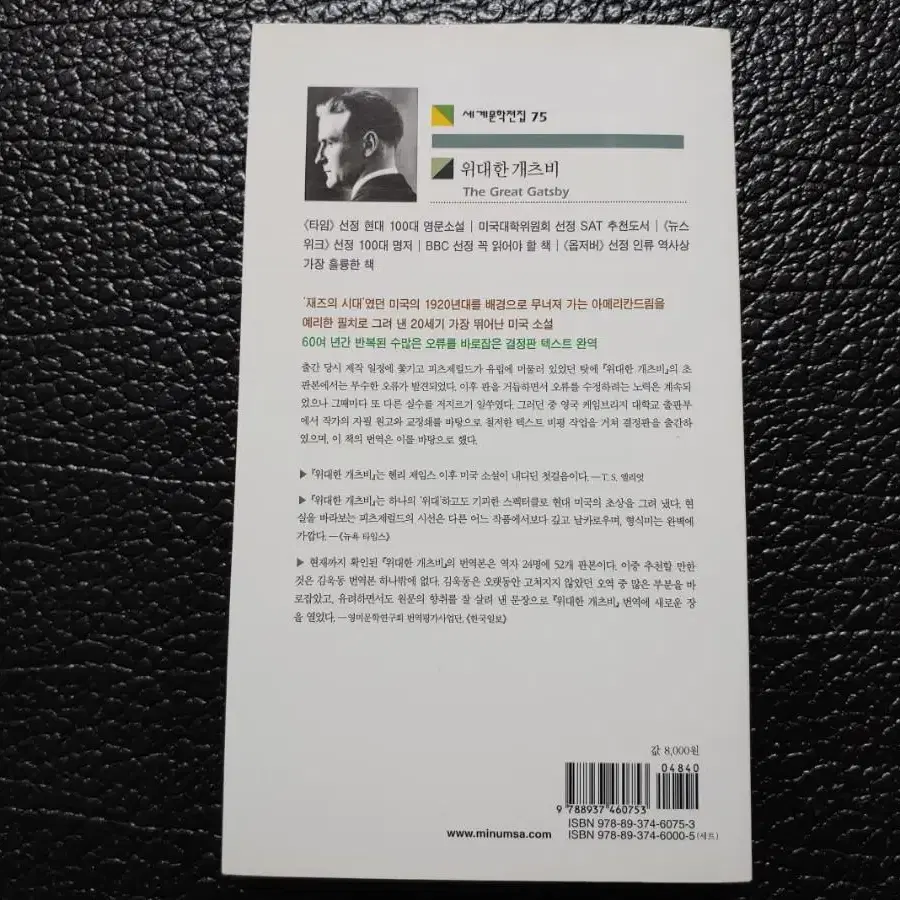 세계문학전집 75
위대한 개츠비
The Great Gatsby
〈타임〉 선정 현대 100대 명문소설 | 미국대학위원회 선정 SAT 추천도서 | 〈뉴스
위크〉 선정 100대 명저 | BBC 선정 꼭 읽어야 할 책 | 〈옵저버〉 선정 인류 역사상
가장 훌륭한 책
'재즈의 시대'였던 미국의 1920년대를 배경으로 무너져 가는 아메리칸드림을
예리한 필치로 그려 낸 20세기 가장 뛰어난 미국 소설
60여 년간 반복된 수많은 오류를 바로잡은 결정판 텍스트 완역
출간 당시 제작 일정에 쫓기고 피츠제럴드가 유럽에 머물러 있었던 탓에 『위대한 개츠비』의 초
판본에서는 무수한 오류가 발견되었다. 이후 판을 거듭하면서 오류를 수정하려는 노력은 계속되
었으나 그때마다 또 다른 실수를 저지르기 일쑤였다. 그러던 중 영국 케임브리지 대학교 출판부
에서 작가의 자필 원고와 교정쇄를 바탕으로 철저한 텍스트 비평 작업을 거쳐 결정판을 출간하
였으며, 이 책의 번역은 이를 바탕으로 했다.
▶ 『위대한 개츠비』는 헨리 제임스 이후 미국 소설이 내디딘 첫걸음이다. —T. S. 엘리엇
▶ 『위대한 개츠비』는 하나의 '위대'하고도 기괴한 스펙터클로 현대 미국의 초상을 그려 냈다. 현
실을 바라보는 피츠제럴드의 시선은 다른 어느 작품에서보다 깊고 날카로우며, 형식미는 완벽에
가깝다. —《뉴욕 타임스》
▶ 현재까지 확인된 『위대한 개츠비』의 번역본은 역자 24명에 52개 판본이다. 이중 추천할 만한
것은 김욱동 번역본 하나밖에 없다. 김욱동은 오랫동안 고쳐지지 않았던 오역 중 많은 부분을 바
로잡았고, 유려하면서도 원문의 향취를 잘 살려 낸 문장으로 『위대한 개츠비』 번역에 새로운 장
을 열었다. —영미문학연구회 번역평가사업단, 《한국일보》
값 8,000원
04840
9 788937 460753
ISBN 978-89-374-6075-3
www.minumsa.com
ISBN 978-89-374-6000-5 (세트)